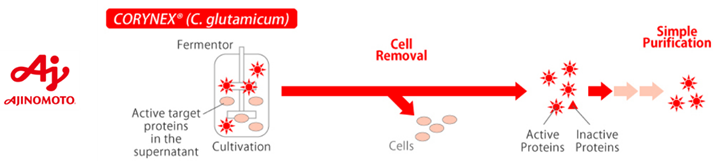 CORYNEX® (C. glutamicum)
Fermentor
Active target
proteins
in the
supernatant
Cultivation
Cell
Removal
Cells
Simple
Purification
Active
Proteins
Inactive
Proteins
Aj
AJINOMOTO